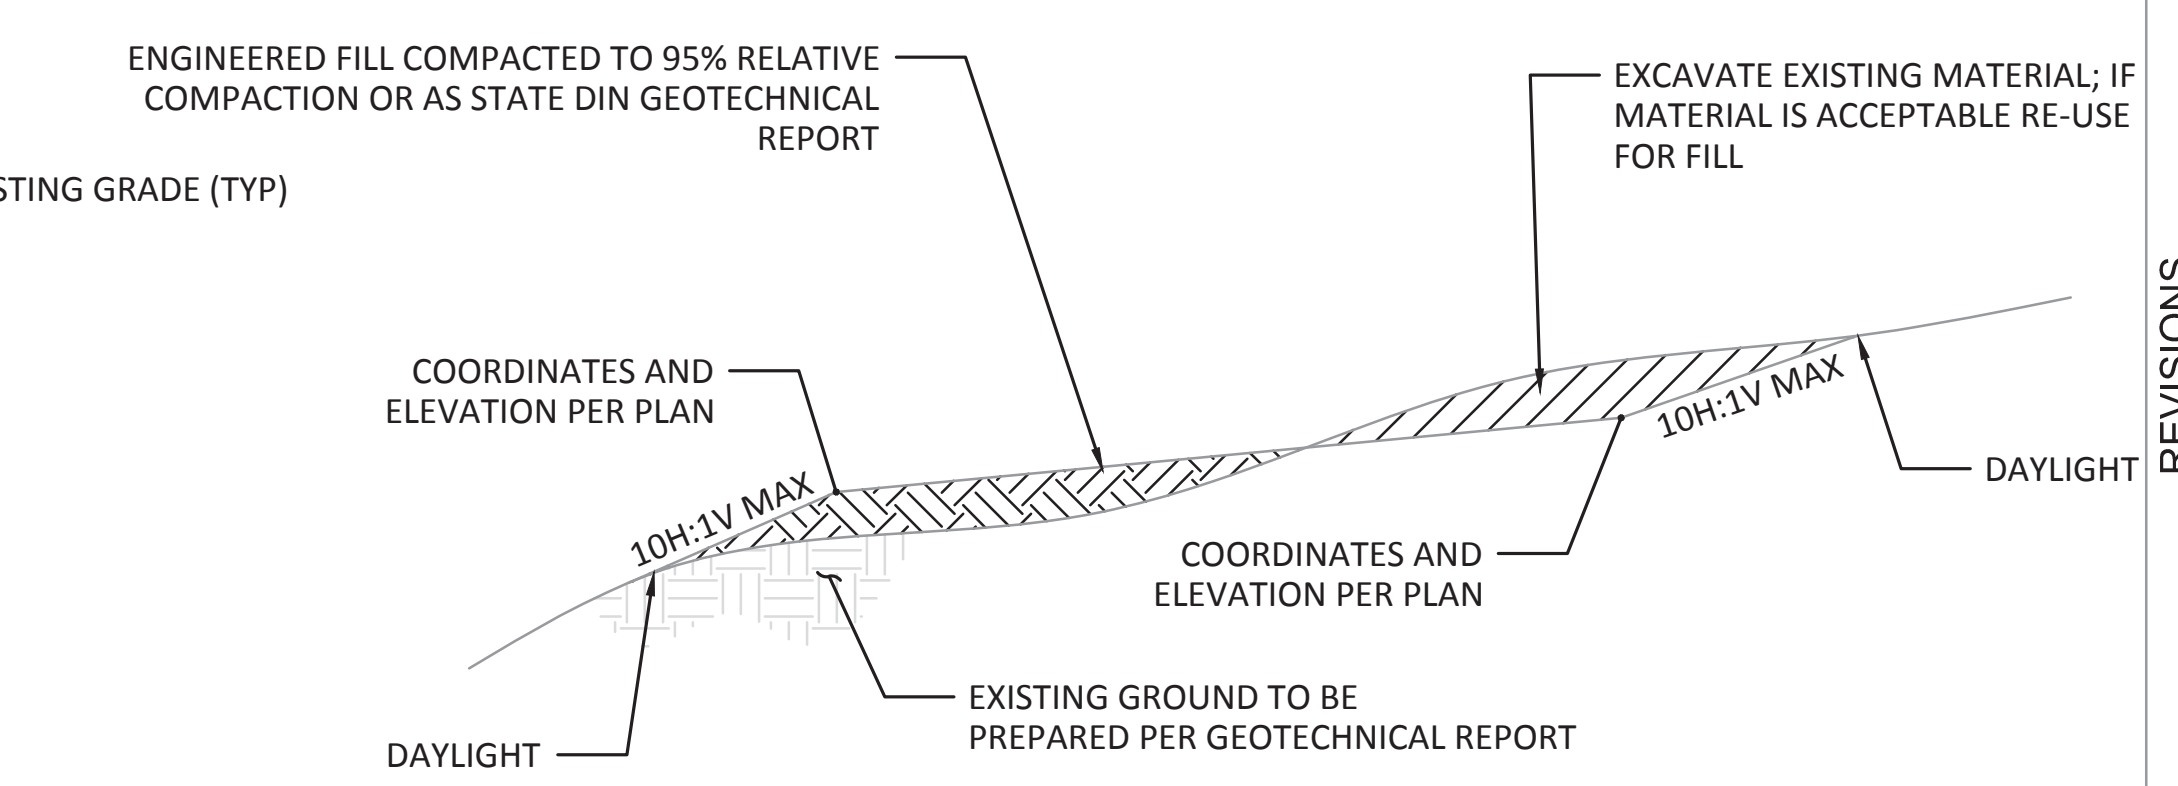 ENGINEERED FILL COMPACTED TO 95% RELATIVE
COMPACTION OR AS STATE DIN GEOTECHNICAL
REPORT
EXCAVATE EXISTING MATERIAL; IF
MATERIAL IS ACCEPTABLE RE-USE
FOR FILL
STING GRADE (TYP)
COORDINATES AND
ELEVATION PER PLAN
10H:1V MAX
10H:1V MAX
DAYLIGHT
COORDINATES AND
ELEVATION PER PLAN
EXISTING GROUND TO BE
PREPARED PER GEOTECHNICAL REPORT
DAYLIGHT
REVISIONS